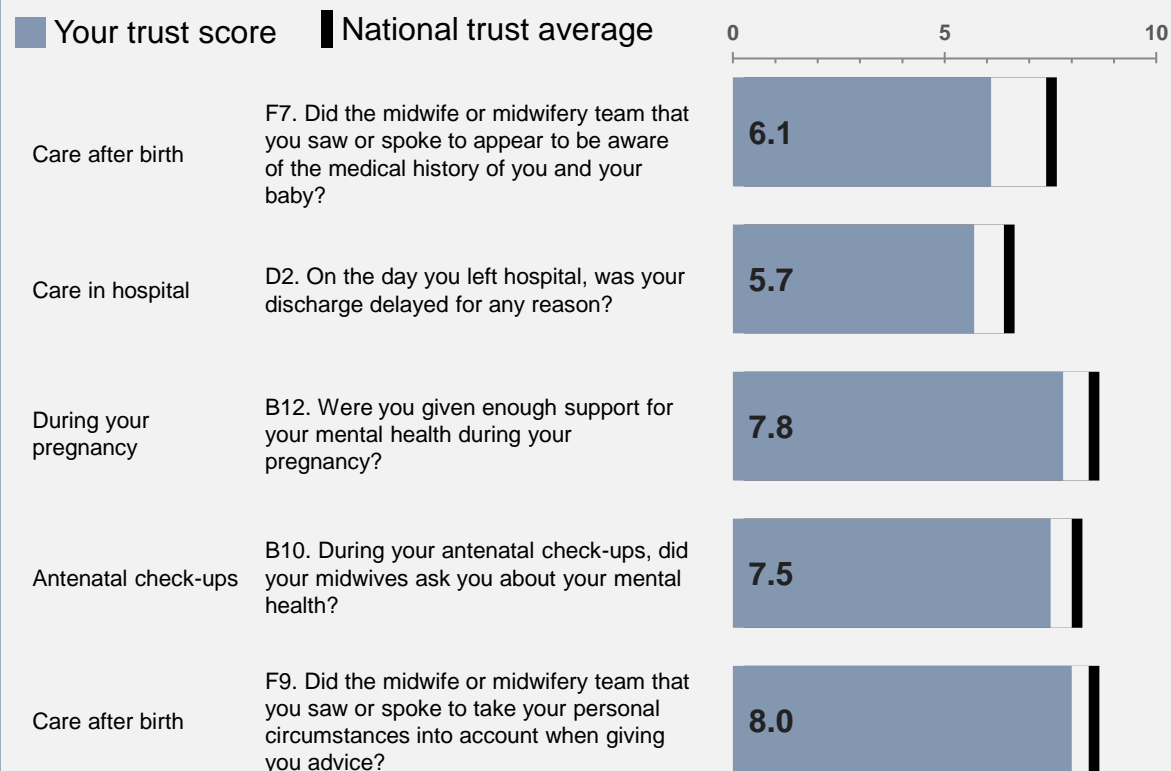 Your trust score National trust average
0 5 10
Care after birth
F7. Did the midwife or midwifery team that
you saw or spoke to appear to be aware
of the medical history of you and your
baby?
6.1
Care in hospital
D2. On the day you left hospital, was your
discharge delayed for any reason?
5.7
During your
pregnancy
B12. Were you given enough support for
your mental health during your
pregnancy?
7.8
Antenatal check-ups
B10. During your antenatal check-ups, did
your midwives ask you about your mental
health?
7.5
Care after birth
F9. Did the midwife or midwifery team that
you saw or spoke to take your personal
circumstances into account when giving
you advice?
8.0